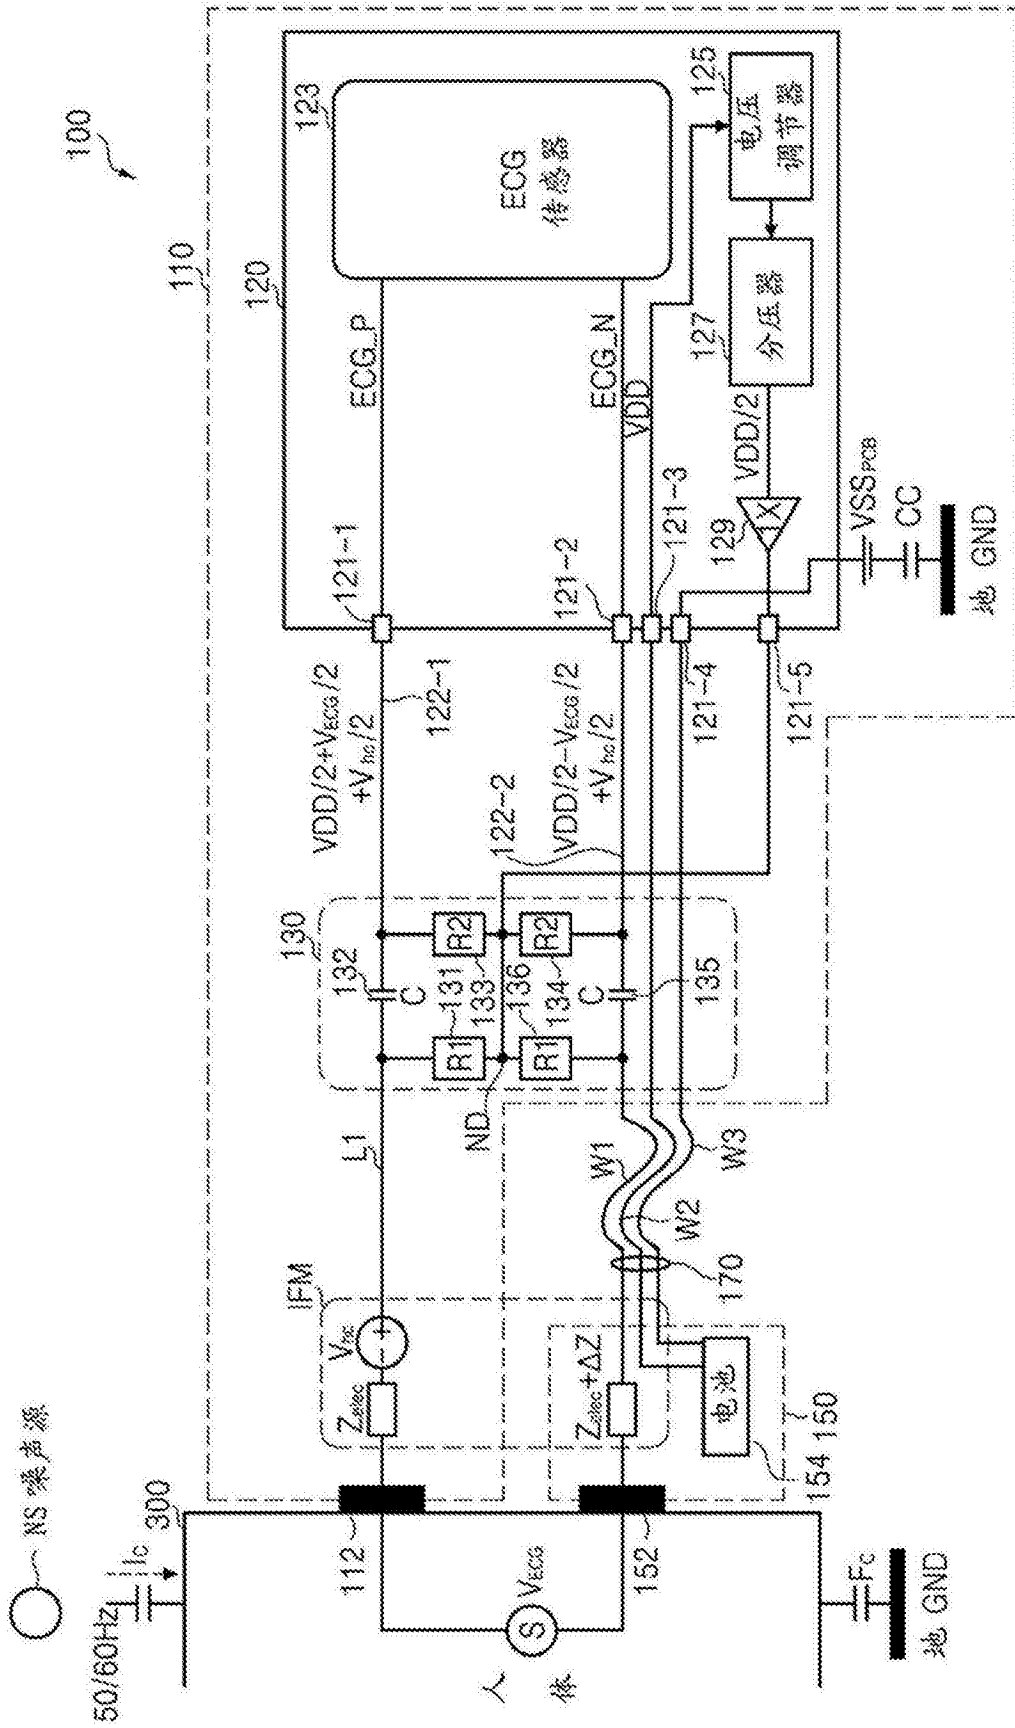 NS 噪声源
50/60Hz
Ic
300
人体
S
VECG
112
152
Fc
地 GND
100
110
IFM
Zelec
Vhc
Zelec+ΔZ
电池
154
150
170
W1
W2
W3
L1
ND
130
132
C
R1
131
R2
133
R1
136
R2
134
C
135
VDD/2+VECG/2
+Vhc/2
122-1
122-2
VDD/2-VECG/2
+Vhc/2
120
121-1
121-2
121-3
121-4
121-5
ECG_P
ECG_N
VDD
123
ECG
传感器
125
电压
调节器
127
分压器
VDD/2
129
1X
VSSPCB
CC
地 GND